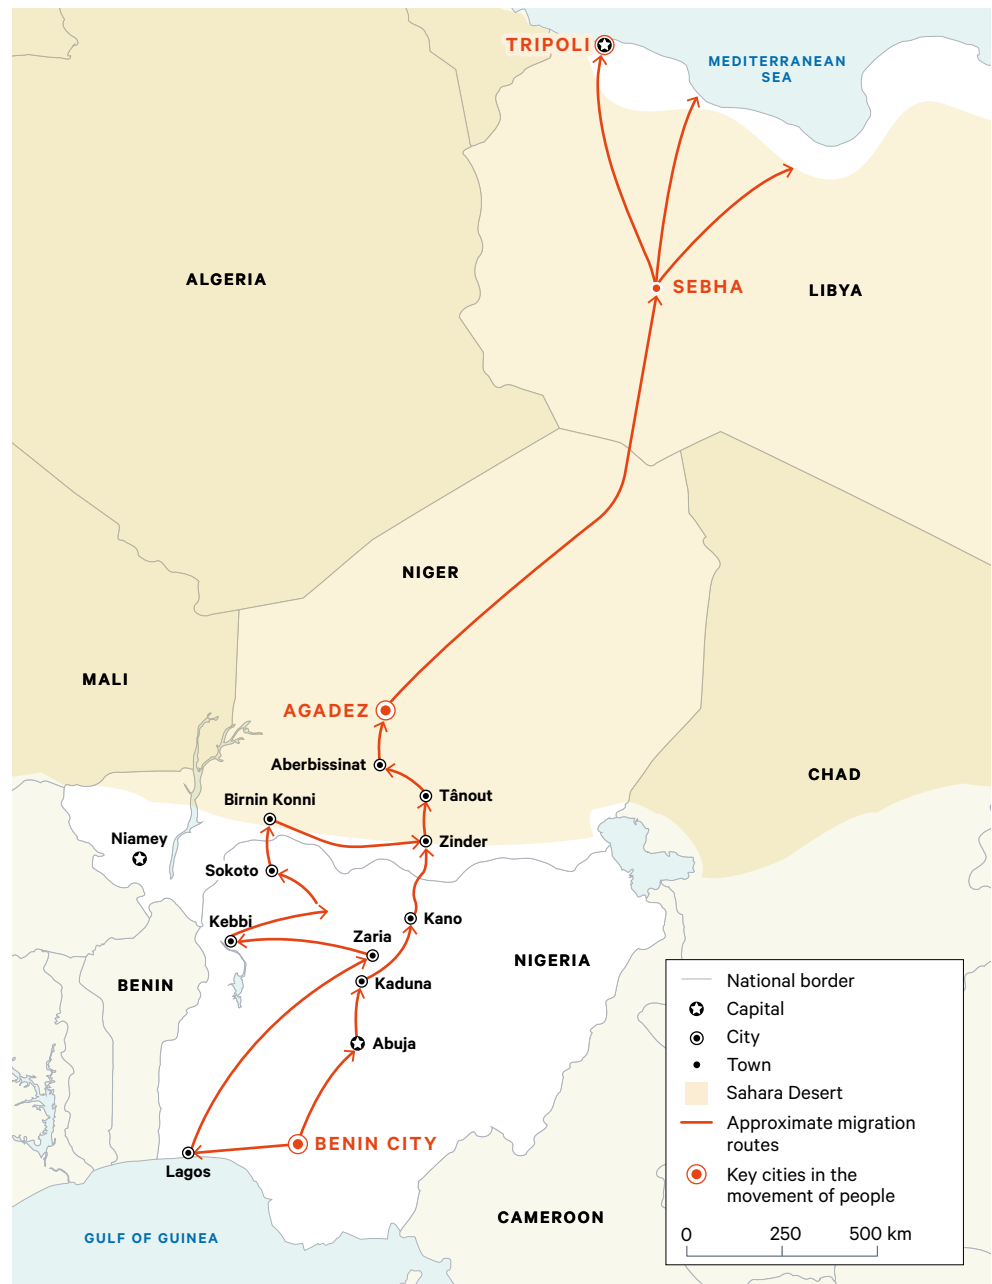 TRIPOLI
MEDITERRANEAN
SEA
ALGERIA
SEBHA
LIBYA
NIGER
MALI
AGADEZ
Aberbissinat
CHAD
Tânout
Birnin Konni
Niamey
Zinder
Sokoto
Kebbi
Kano
Zaria
NIGERIA
BENIN
Kaduna
Abuja
BENIN CITY
Lagos
CAMEROON
GULF OF GUINEA
National border
Capital
City
Town
Sahara Desert
Approximate migration
routes
Key cities in the
movement of people
0 250 500 km